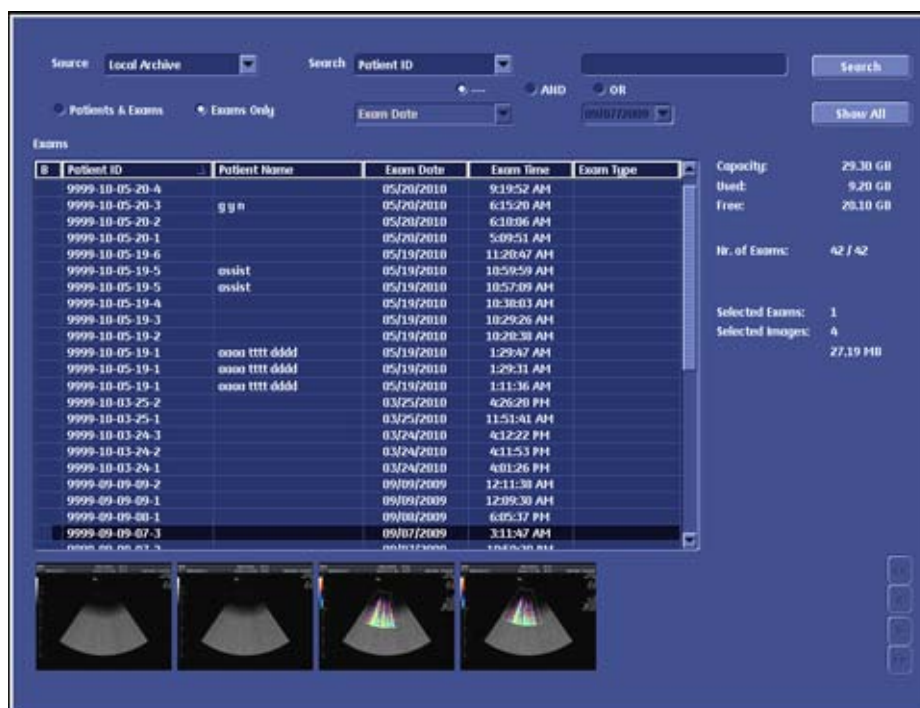 Source Local Archive Search Patient ID Search
--- AND OR
Patients & Exams Exams Only Exam Date 09/07/2009 Show All
Exams
B Patient ID Patient Name Exam Date Exam Time Exam Type
9999-10-05-20-4 05/20/2010 9:19:52 AM
9999-10-05-20-3 gyn 05/20/2010 6:15:20 AM
9999-10-05-20-2 05/20/2010 6:10:06 AM
9999-10-05-20-1 05/20/2010 5:09:51 AM
9999-10-05-19-6 05/19/2010 11:20:47 AM
9999-10-05-19-5 assist 05/19/2010 10:59:59 AM
9999-10-05-19-5 assist 05/19/2010 10:57:09 AM
9999-10-05-19-4 05/19/2010 10:38:03 AM
9999-10-05-19-3 05/19/2010 10:29:26 AM
9999-10-05-19-2 05/19/2010 10:20:38 AM
9999-10-05-19-1 aaaa tttt dddd 05/19/2010 1:29:47 AM
9999-10-05-19-1 aaaa tttt dddd 05/19/2010 1:29:31 AM
9999-10-05-19-1 aaaa tttt dddd 05/19/2010 1:11:36 AM
9999-10-03-25-2 03/25/2010 4:26:20 PM
9999-10-03-25-1 03/25/2010 11:51:41 AM
9999-10-03-24-3 03/24/2010 4:12:22 PM
9999-10-03-24-2 03/24/2010 4:11:53 PM
9999-10-03-24-1 03/24/2010 4:01:26 PM
9999-09-09-09-2 09/09/2009 12:11:38 AM
9999-09-09-09-1 09/09/2009 12:09:30 AM
9999-09-09-08-1 09/08/2009 6:05:37 PM
9999-09-09-07-3 09/07/2009 3:11:47 AM
Capacity: 29.30 GB
Used: 9.20 GB
Free: 20.10 GB
Nr. of Exams: 42 / 42
Selected Exams: 1
Selected Images: 4
27.19 MB